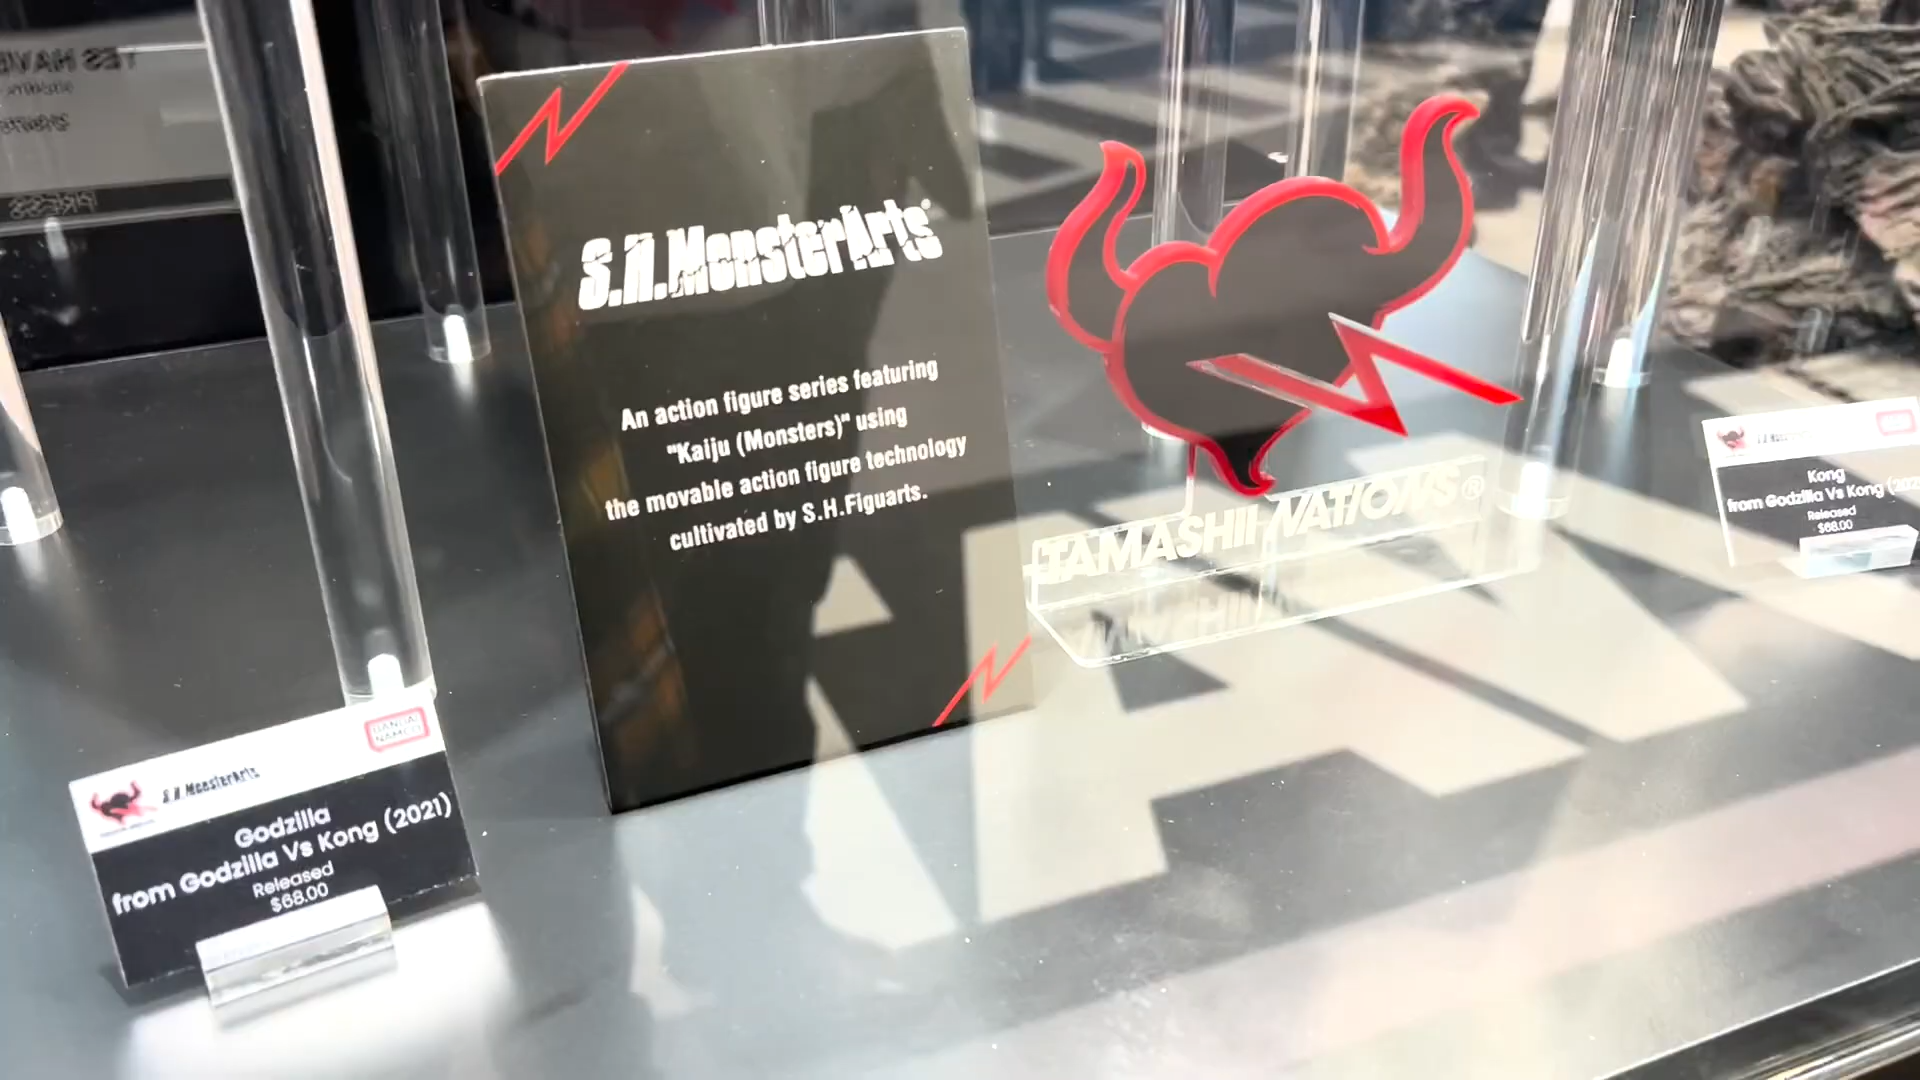 S.H.MonsterArts
An action figure series featuring
"Kaiju (Monsters)" using
the movable action figure technology
cultivated by S.H.Figuarts.
TAMASHII NATIONS®
BANDAI
NAMCO
S.H.MonsterArts
Godzilla
from Godzilla Vs Kong (2021)
Released
$68.00
Kong
from Godzilla Vs Kong
Released
$68.00